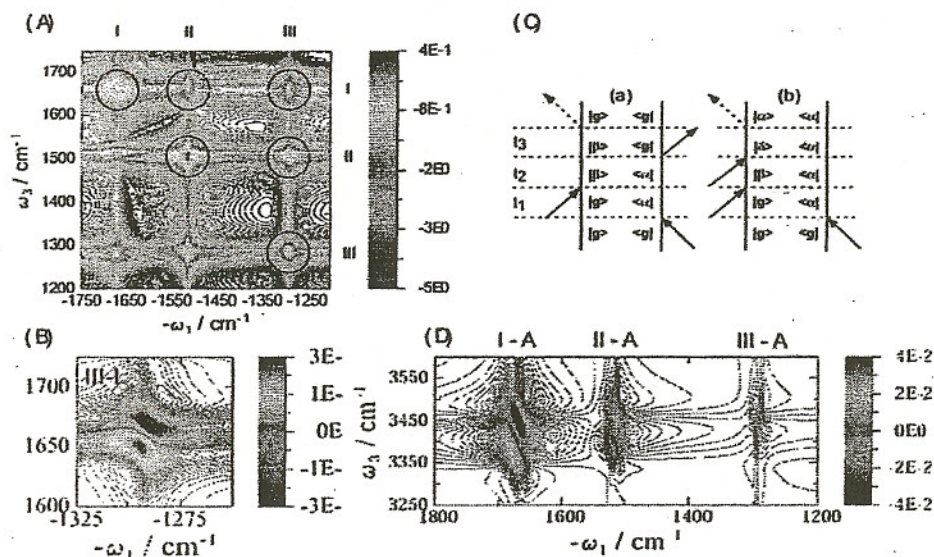 (A)
I II III
1700
1600
1500
1400
1300
1200
ω3 / cm-1
-1750 -1650 -1550 -1450 -1350 -1250
-ω1 / cm-1
I
II
III
4E-1
-8E-1
-2E0
-3E0
-5E0
(C)
(a) (b)
|g> <g| |α> <α|
t3 |β> <g| |β> <α|
t2
t1 |g> <α| |g> <α|
|g> <g| |g> <g|
(B)
III-I
1700
1650
1600
-1325 -1275
-ω1 / cm-1
3E-
1E-
0E
-1E-
-3E-
(D)
I - A II - A III - A
3550
3450
3350
3250
ω3 / cm-1
1800 1600 1400 1200
-ω1 / cm-1
4E-2
2E-2
0E0
-2E-2
-4E-2